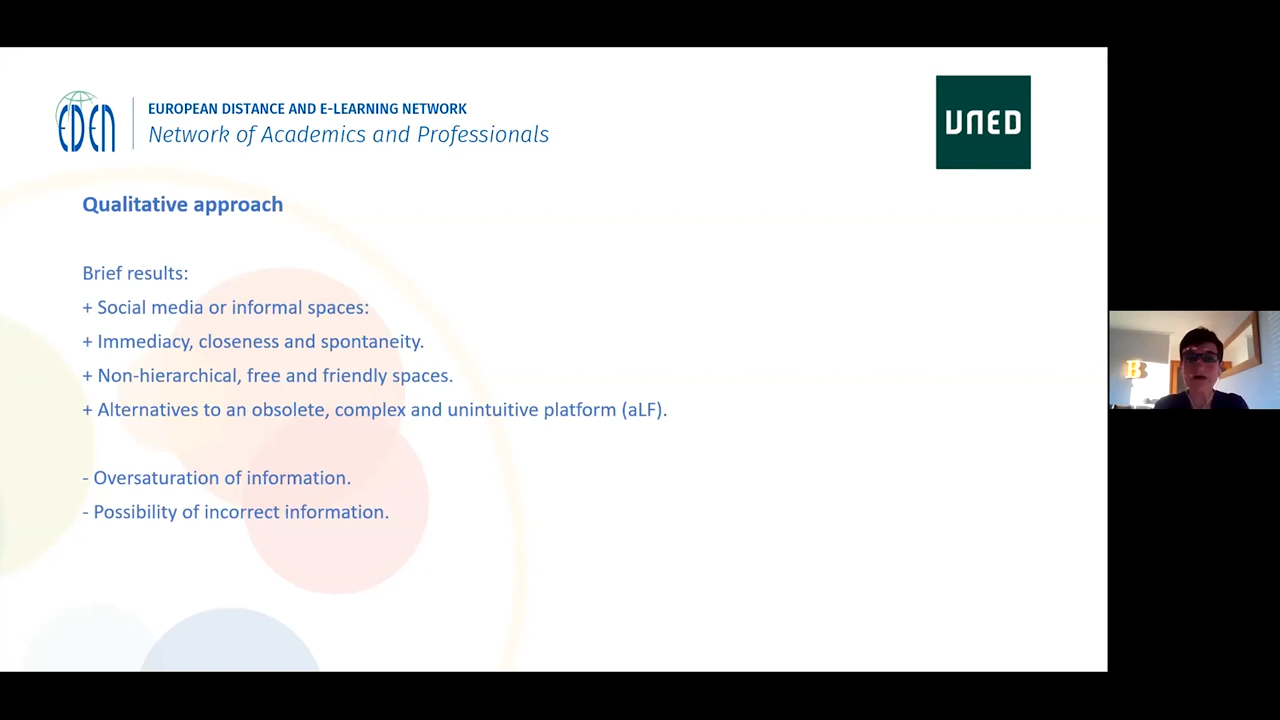 EDEN
EUROPEAN DISTANCE AND E-LEARNING NETWORK
Network of Academics and Professionals
UNED
Qualitative approach
Brief results:
+ Social media or informal spaces:
+ Immediacy, closeness and spontaneity.
+ Non-hierarchical, free and friendly spaces.
+ Alternatives to an obsolete, complex and unintuitive platform (aLF).
- Oversaturation of information.
- Possibility of incorrect information.
B